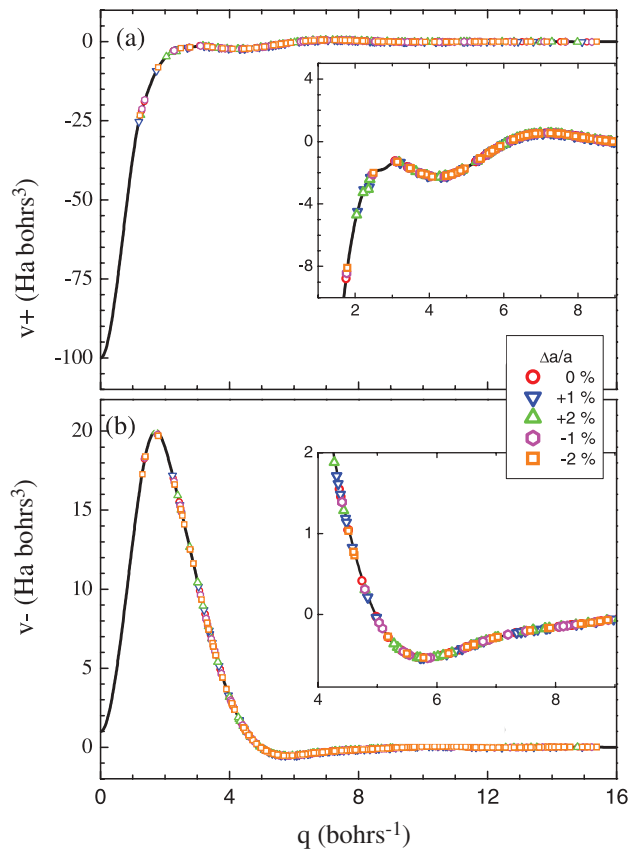 (a)
0
-25
-50
-75
-100
v+ (Ha bohrs³)
0
-4
-8
2 4 6 8
Δa/a
0 %
+1 %
+2 %
-1 %
-2 %
(b)
20
15
10
5
0
v- (Ha bohrs³)
2
1
0
4 6 8
0 4 8 12 16
q (bohrs⁻¹)